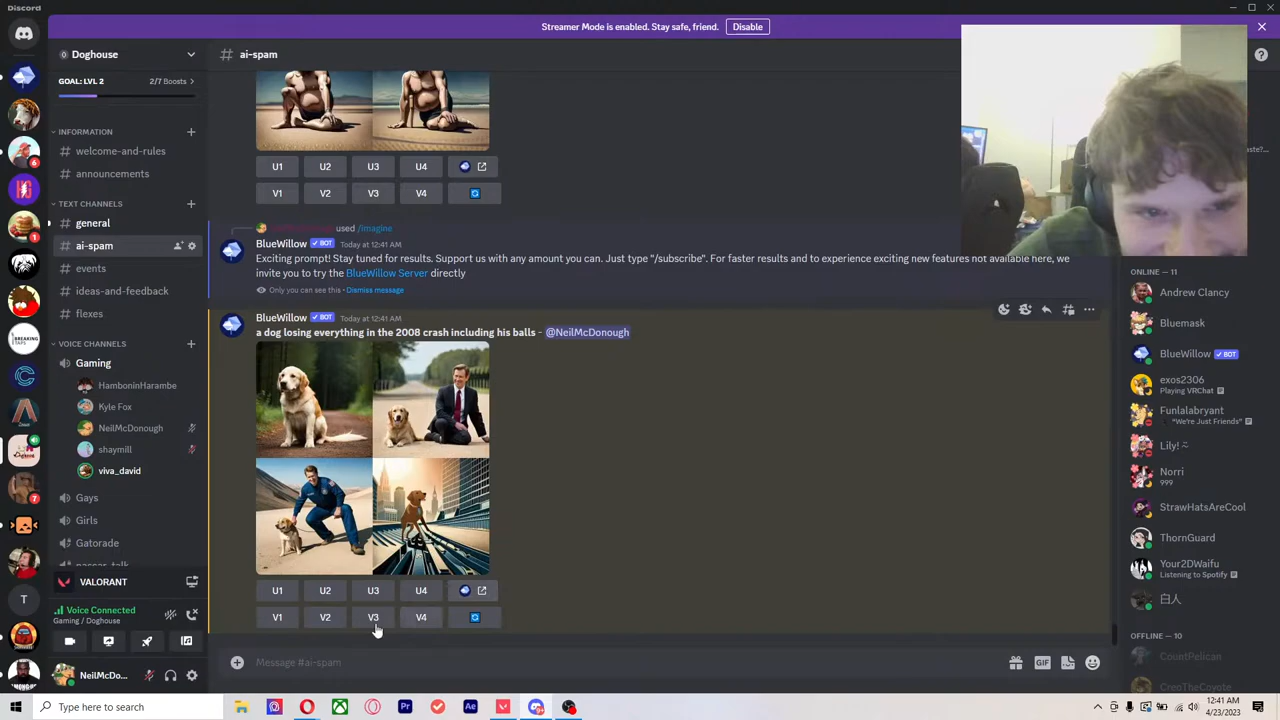 Discord
Streamer Mode is enabled. Stay safe, friend.
Disable
Doghouse
ai-spam
GOAL: LVL 2
2/7 Boosts
INFORMATION
welcome-and-rules
announcements
TEXT CHANNELS
general
ai-spam
events
ideas-and-feedback
flexes
VOICE CHANNELS
Gaming
HamboninHarambe
Kyle Fox
NeilMcDonough
shaymill
viva_david
Gays
Girls
Gatorade
VALORANT
Voice Connected
Gaming / Doghouse
NeilMcDo...
U1 U2 U3 U4
V1 V2 V3 V4
used /imagine
BlueWillow BOT Today at 12:41 AM
Exciting prompt! Stay tuned for results. Support us with any amount you can. Just type "/subscribe". For faster results and to experience exciting new features not available here, we
invite you to try the BlueWillow Server directly
Only you can see this • Dismiss message
BlueWillow BOT Today at 12:41 AM
a dog losing everything in the 2008 crash including his balls - @NeilMcDonough
U1 U2 U3 U4
V1 V2 V3 V4
Message #ai-spam
GIF
ONLINE — 11
Andrew Clancy
Bluemask
BlueWillow BOT
exos2306
Playing VRChat
Funlalabryant
"We're Just Friends"
Lily!
Norri
999
StrawHatsAreCool
ThornGuard
Your2DWaifu
Listening to Spotify
白人
OFFLINE — 10
CountPelican
CreoTheCoyote
Type here to search
12:41 AM
4/23/2023